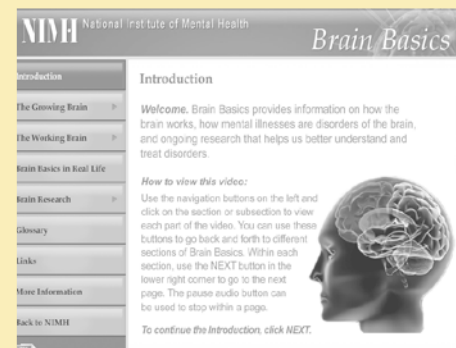 NIMH National Institute of Mental Health
Brain Basics
Introduction
The Growing Brain
The Working Brain
Brain Basics in Real Life
Brain Research
Glossary
Links
More Information
Back to NIMH
Introduction
Welcome. Brain Basics provides information on how the
brain works, how mental illnesses are disorders of the brain,
and ongoing research that helps us better understand and
treat disorders.
How to view this video:
Use the navigation buttons on the left and
click on the section or subsection to view
each part of the video. You can use these
buttons to go back and forth to different
sections of Brain Basics. Within each
section, use the NEXT button in the
lower right corner to go to the next
page. The pause audio button can
be used to stop within a page.
To continue the Introduction, click NEXT.